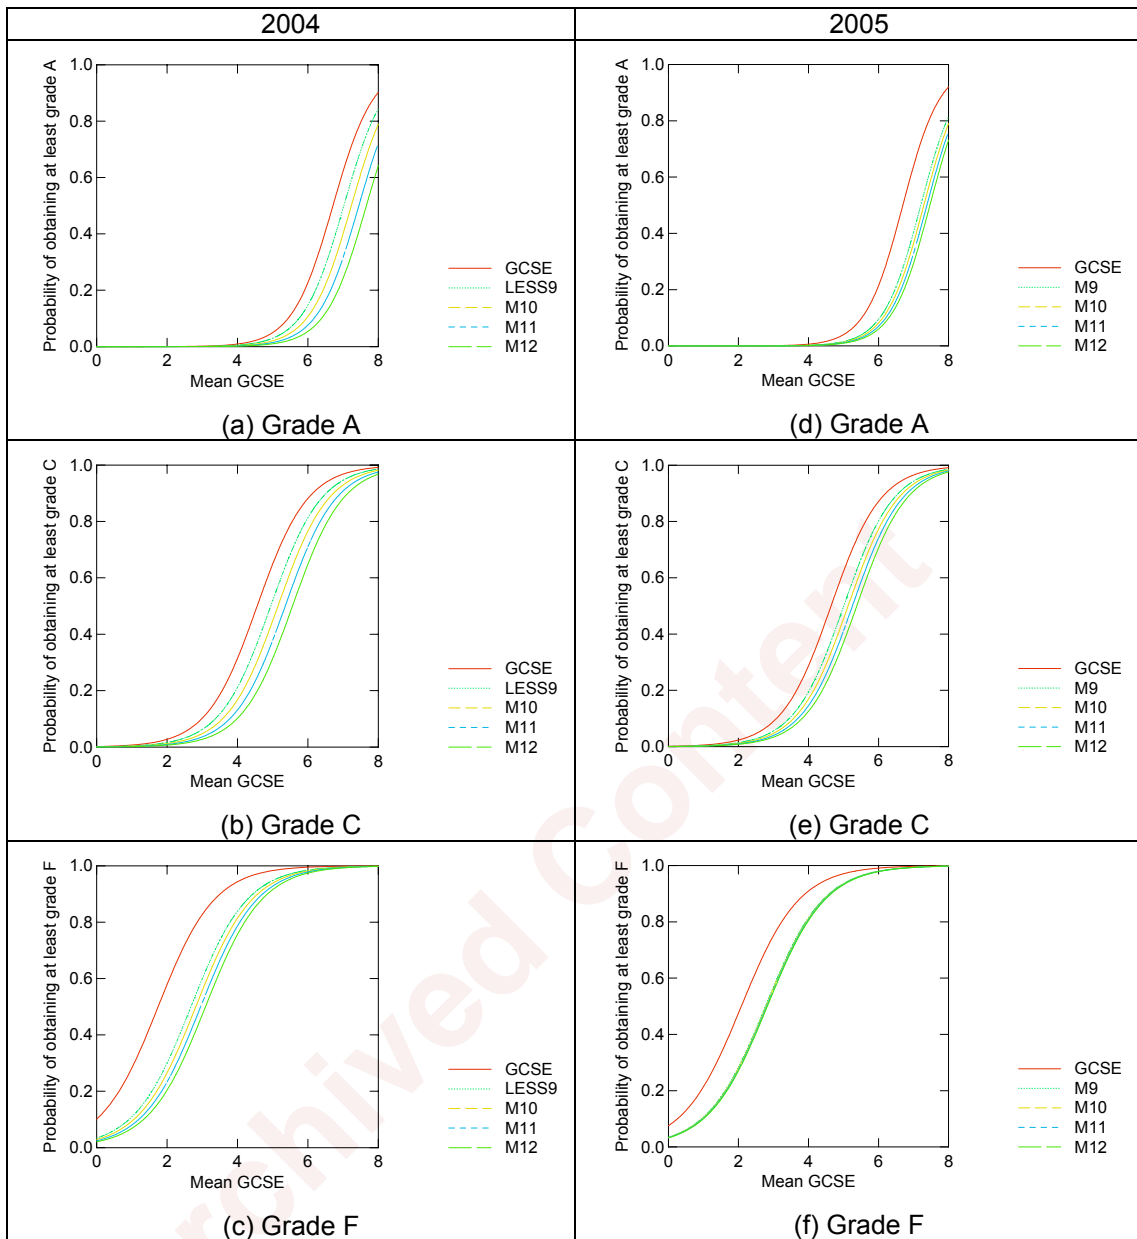 2004
2005
Probability of obtaining at least grade A
1.0
0.8
0.6
0.4
0.2
0.0
0 2 4 6 8
Mean GCSE
GCSE
LESS9
M10
M11
M12
(a) Grade A
Probability of obtaining at least grade A
1.0
0.8
0.6
0.4
0.2
0.0
0 2 4 6 8
Mean GCSE
GCSE
M9
M10
M11
M12
(d) Grade A
Probability of obtaining at least grade C
1.0
0.8
0.6
0.4
0.2
0.0
0 2 4 6 8
Mean GCSE
GCSE
LESS9
M10
M11
M12
(b) Grade C
Probability of obtaining at least grade C
1.0
0.8
0.6
0.4
0.2
0.0
0 2 4 6 8
Mean GCSE
GCSE
M9
M10
M11
M12
(e) Grade C
Probability of obtaining at least grade F
1.0
0.8
0.6
0.4
0.2
0.0
0 2 4 6 8
Mean GCSE
GCSE
LESS9
M10
M11
M12
(c) Grade F
Probability of obtaining at least grade F
1.0
0.8
0.6
0.4
0.2
0.0
0 2 4 6 8
Mean GCSE
GCSE
M9
M10
M11
M12
(f) Grade F
rchived Content